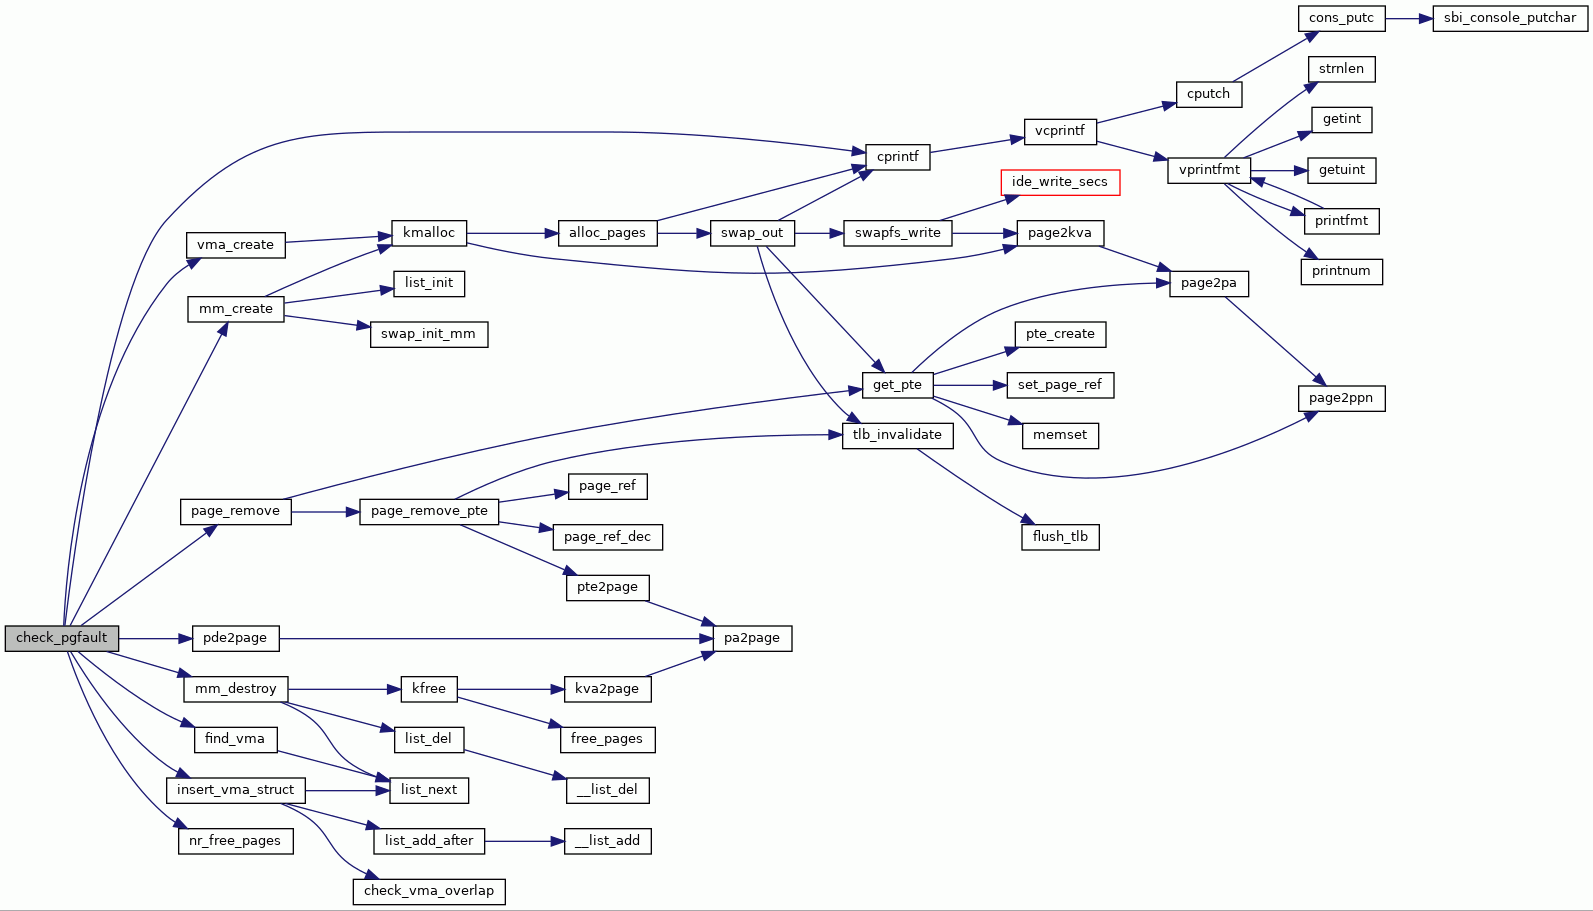 cons_putc
sbi_console_putchar
strnlen
cputch
getint
vcprintf
cprintf
vprintfmt
getuint
ide_write_secs
printfmt
vma_create
kmalloc
alloc_pages
swap_out
swapfs_write
page2kva
printnum
list_init
page2pa
mm_create
swap_init_mm
pte_create
get_pte
set_page_ref
page2ppn
tlb_invalidate
memset
page_ref
page_remove
page_remove_pte
page_ref_dec
flush_tlb
pte2page
check_pgfault
pde2page
pa2page
mm_destroy
kfree
kva2page
find_vma
list_del
free_pages
insert_vma_struct
list_next
__list_del
nr_free_pages
list_add_after
__list_add
check_vma_overlap